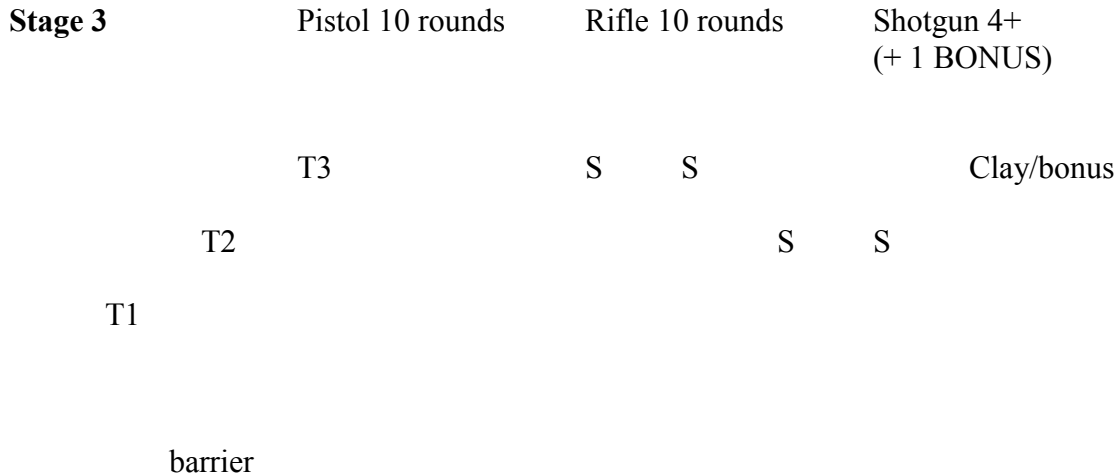 Stage 3 Pistol 10 rounds Rifle 10 rounds Shotgun 4+
(+ 1 BONUS)
T3 S S Clay/bonus
T2 S S
T1
barrier